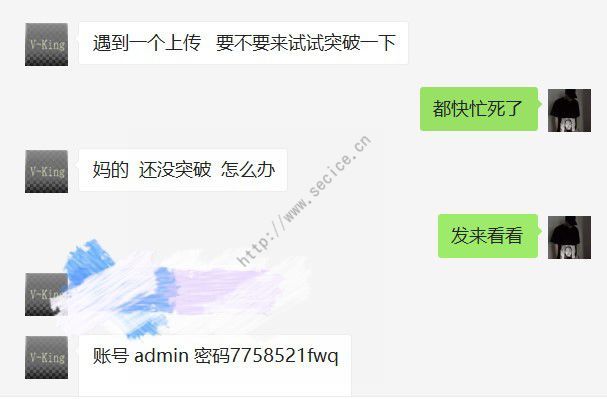 V-King
遇到一个上传 要不要来试试突破一下
都快忙死了
V-King
妈的 还没突破 怎么办
http://www.secice.cn
发来看看
V-King
V-King
账号 admin 密码7758521fwq